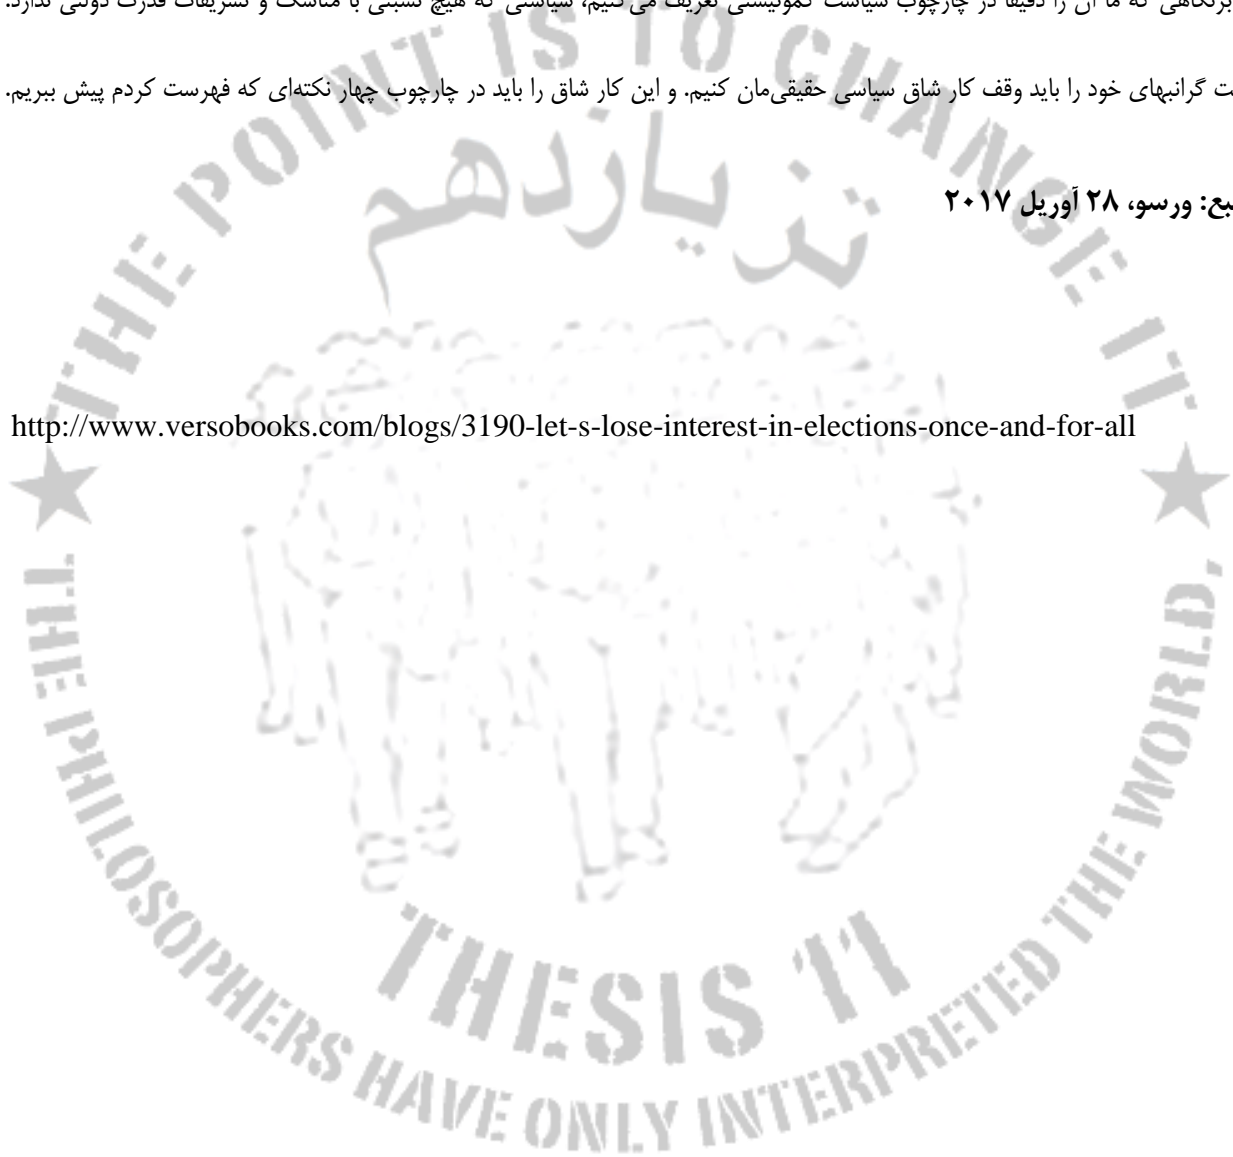 برنگاهی که ما آن را دقیقاً در چارچوب سیاست کمونیستی تعریف می‌کنیم، سیاستی که هیچ نسبتی با مناسک و تشریفات قدرت دولتی ندارد.
گرانبهای خود را باید وقف کار شاق سیاسی حقیقی‌مان کنیم. و این کار شاق را باید در چارچوب چهار نکته‌ای که فهرست کردم پیش ببریم.
ورسو، ۲۸ آوریل ۲۰۱۷
http://www.versobooks.com/blogs/3190-let-s-lose-interest-in-elections-once-and-for-all
تز یازدهم
THESIS 11
THE PHILOSOPHERS HAVE ONLY INTERPRETED THE WORLD,
THE POINT IS TO CHANGE IT